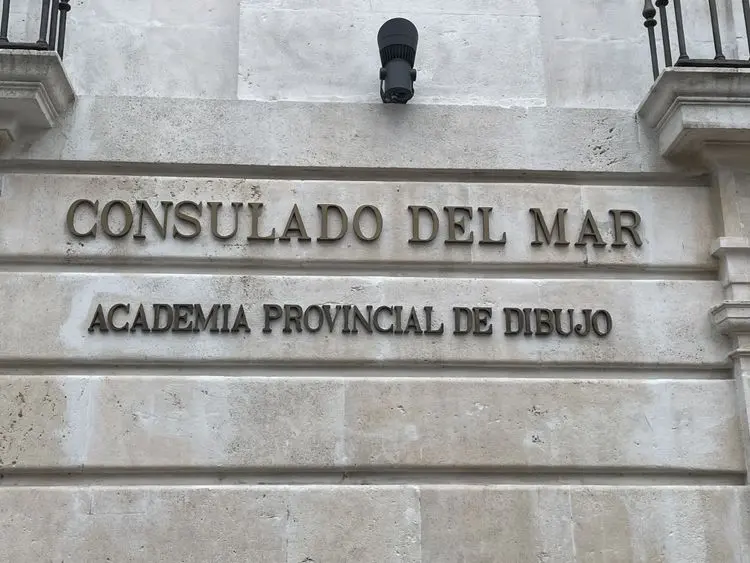 CONSULADO DEL MAR
ACADEMIA PROVINCIAL DE DIBUJO